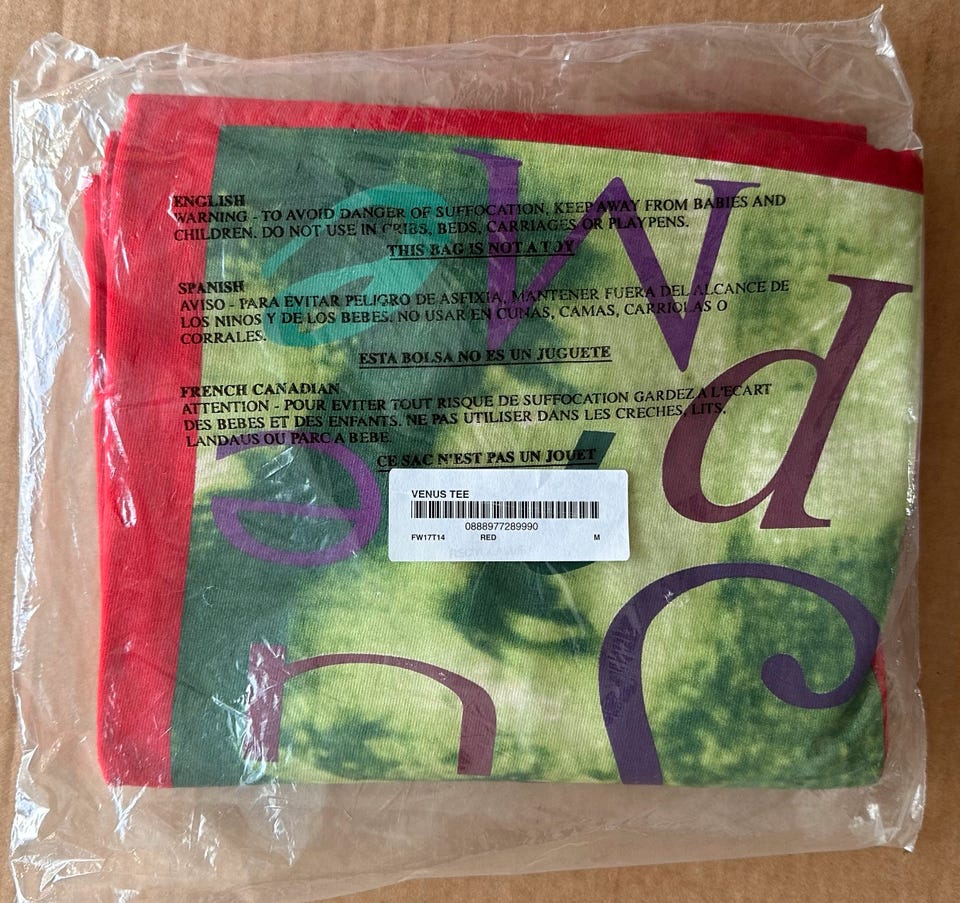 ENGLISH
WARNING - TO AVOID DANGER OF SUFFOCATION, KEEP AWAY FROM BABIES AND
CHILDREN. DO NOT USE IN CRIBS, BEDS, CARRIAGES OR PLAYPENS.
THIS BAG IS NOT A TOY
SPANISH
AVISO - PARA EVITAR PELIGRO DE ASFIXIA, MANTENER FUERA DEL ALCANCE DE
LOS NINOS Y DE LOS BEBES. NO USAR EN CUNAS, CAMAS, CARRIOLAS O
CORRALES.
ESTA BOLSA NO ES UN JUGUETE
FRENCH CANADIAN
ATTENTION - POUR EVITER TOUT RISQUE DE SUFFOCATION GARDEZ A L'ECART
DES BEBES ET DES ENFANTS. NE PAS UTILISER DANS LES CRECHES, LITS,
LANDAUS OU PARC A BEBE.
CE SAC N'EST PAS UN JOUET
VENUS TEE
0888977289990
FW17T14 RED M
e w
d
e